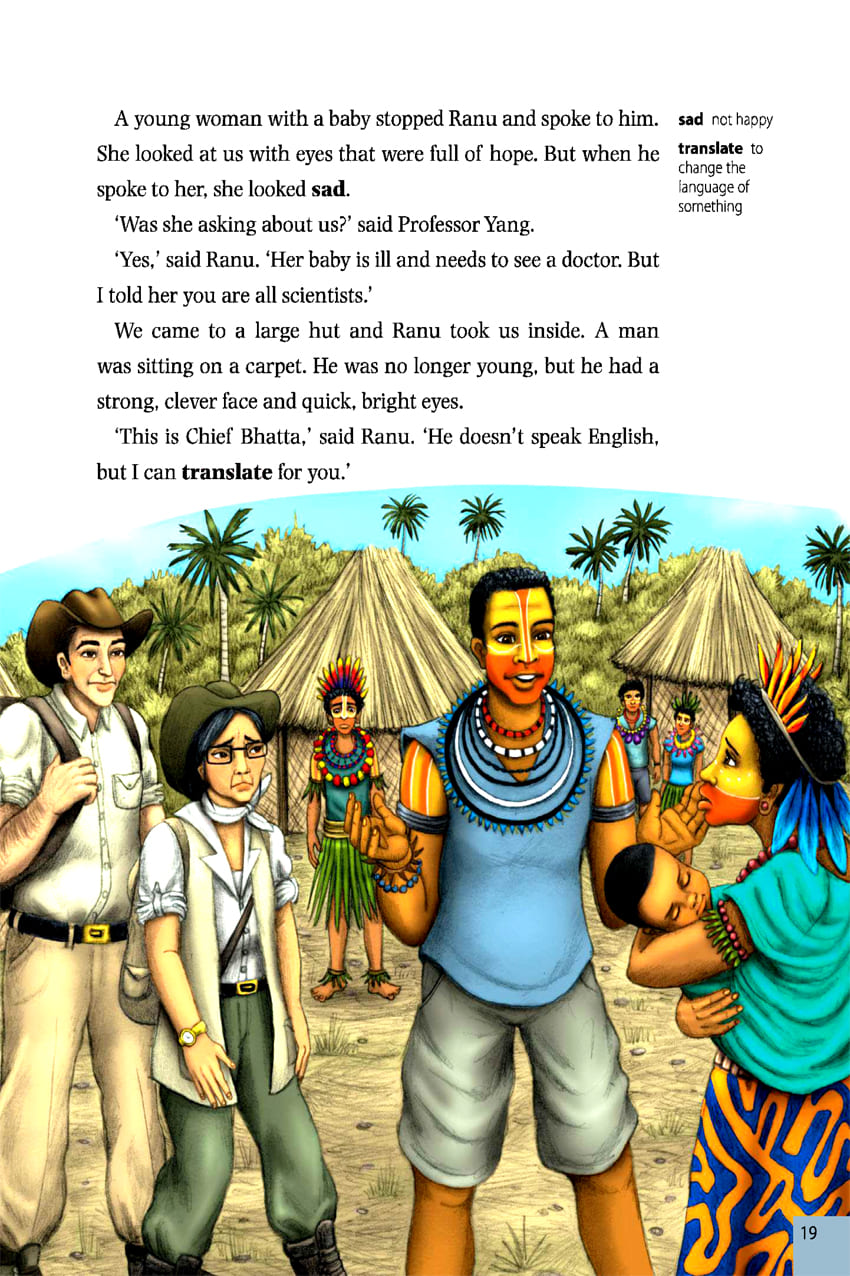 A young woman with a baby stopped Ranu and spoke to him.
She looked at us with eyes that were full of hope. But when he
spoke to her, she looked sad.
‘Was she asking about us?’ said Professor Yang.
‘Yes,’ said Ranu. ‘Her baby is ill and needs to see a doctor. But
I told her you are all scientists.’
We came to a large hut and Ranu took us inside. A man
was sitting on a carpet. He was no longer young, but he had a
strong, clever face and quick, bright eyes.
‘This is Chief Bhatta,’ said Ranu. ‘He doesn’t speak English,
but I can translate for you.’
sad not happy
translate to
change the
language of
something
19